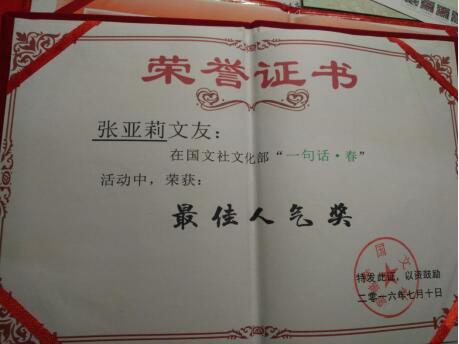 荣誉证书
张亚莉文友：
在国文社文化部“一句话·春”
活动中，荣获：
最佳人气奖
特发此证，以资鼓励
二零一六年七月十日